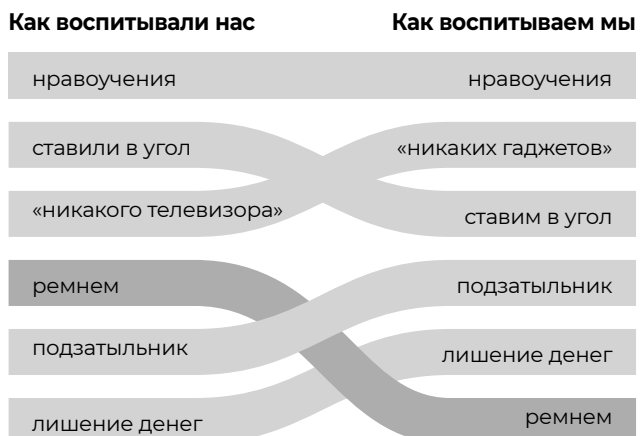 Как воспитывали нас
Как воспитываем мы
нравоучения
нравоучения
ставили в угол
«никаких гаджетов»
«никакого телевизора»
ставим в угол
ремнем
подзатыльник
подзатыльник
лишение денег
лишение денег
ремнем